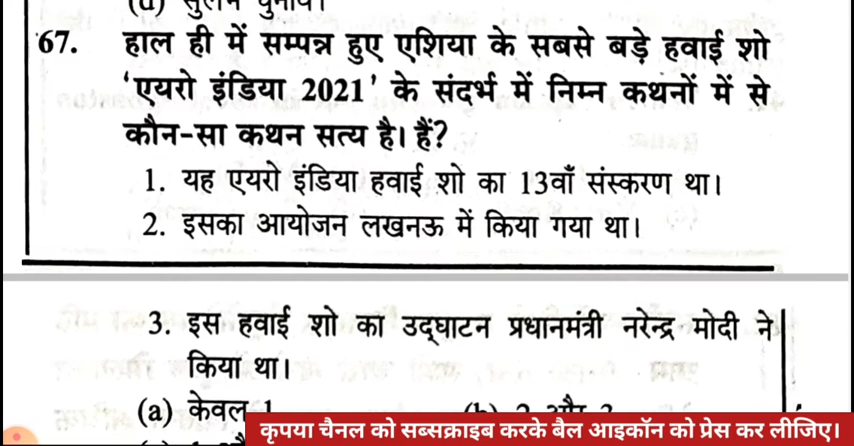 (d) सुलभ चुनाव।
67. हाल ही में सम्पन्न हुए एशिया के सबसे बड़े हवाई शो
'एयरो इंडिया 2021' के संदर्भ में निम्न कथनों में से
कौन-सा कथन सत्य है। हैं?
1. यह एयरो इंडिया हवाई शो का 13वाँ संस्करण था।
2. इसका आयोजन लखनऊ में किया गया था।
3. इस हवाई शो का उद्घाटन प्रधानमंत्री नरेन्द्र मोदी ने
किया था।
(a) केवल 1
कृपया चैनल को सब्सक्राइब करके बैल आइकॉन को प्रेस कर लीजिए।